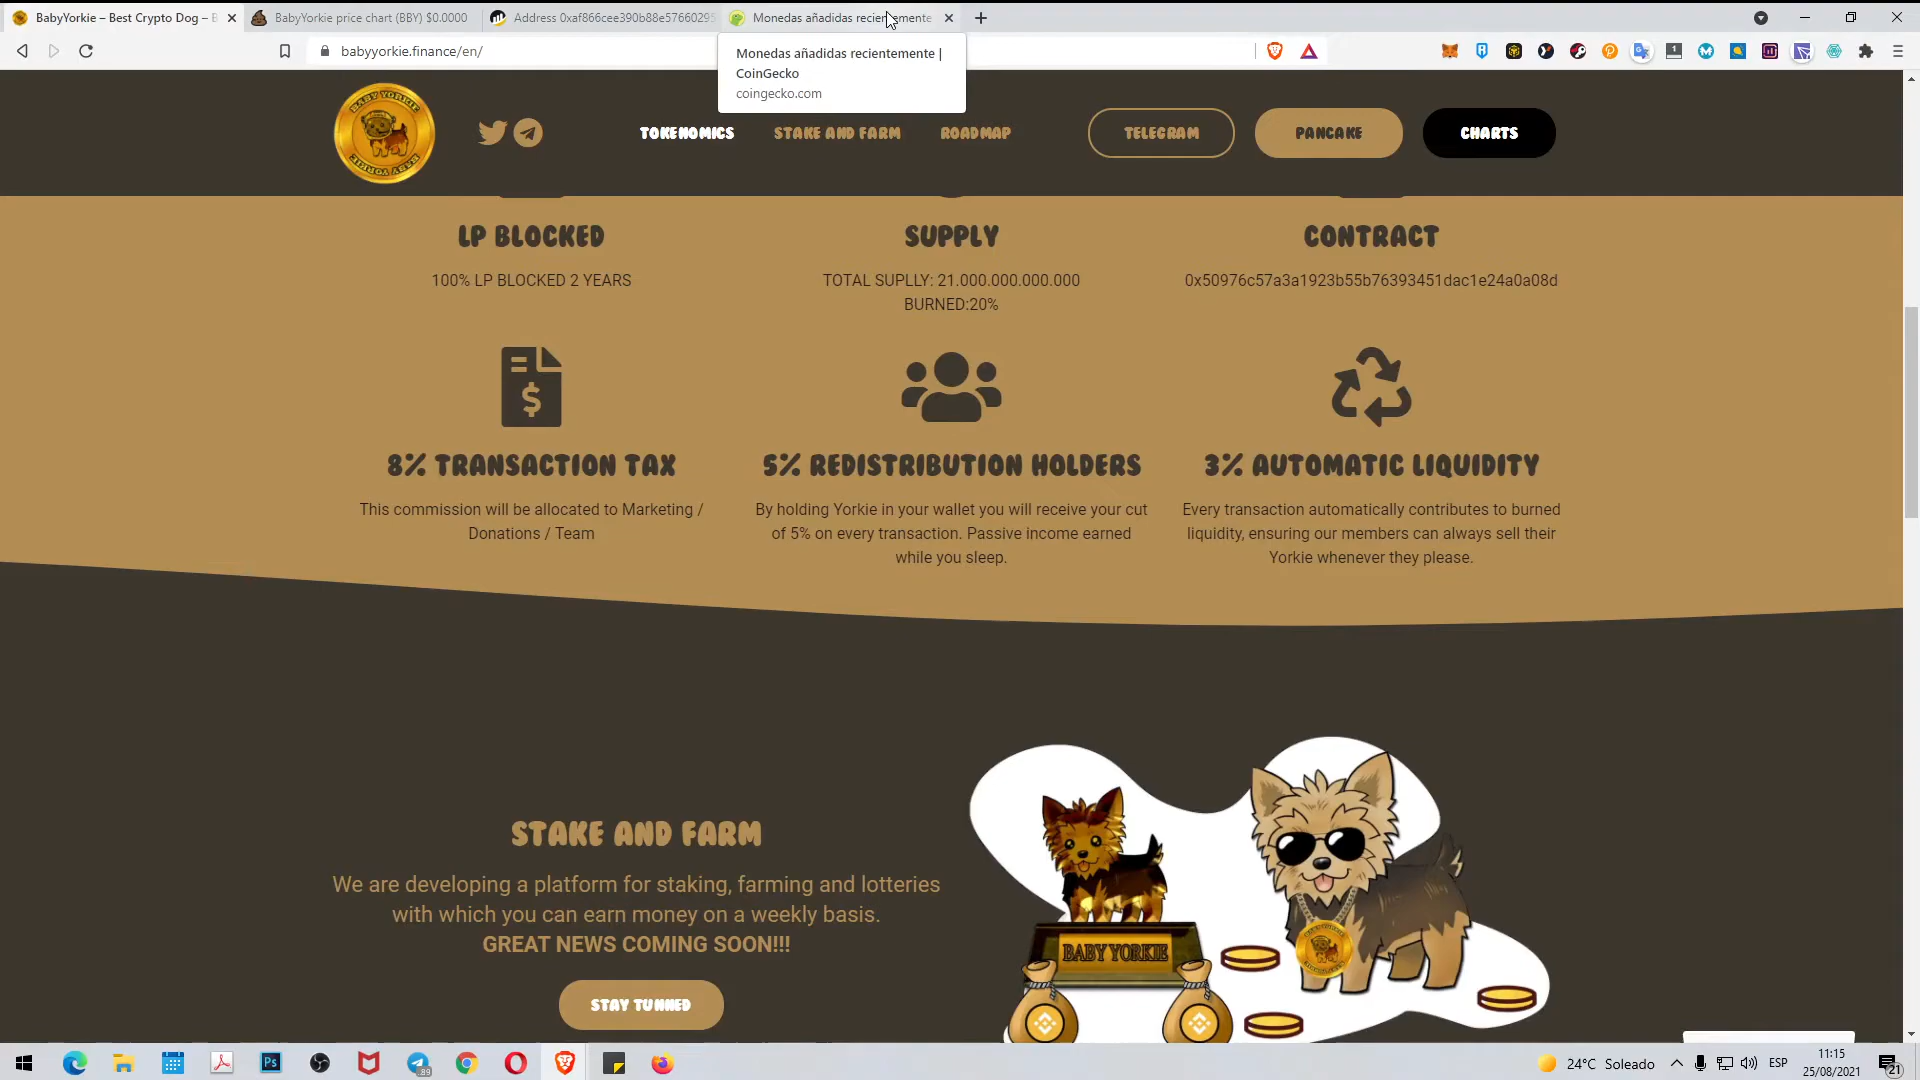 BabyYorkie – Best Crypto Dog – B
BabyYorkie price chart (BBY) $0.0000
Address 0xaf866cee390b88e57660295
Monedas añadidas recientemente
babyyorkie.finance/en/
Monedas añadidas recientemente |
CoinGecko
coingecko.com
BABY YORKIE
BABY YORKIE
TOKENOMICS
STAKE AND FARM
ROADMAP
TELEGRAM
PANCAKE
CHARTS
LP BLOCKED
100% LP BLOCKED 2 YEARS
SUPPLY
TOTAL SUPLLY: 21.000.000.000.000
BURNED:20%
CONTRACT
0x50976c57a3a1923b55b76393451dac1e24a0a08d
8% TRANSACTION TAX
This commission will be allocated to Marketing /
Donations / Team
5% REDISTRIBUTION HOLDERS
By holding Yorkie in your wallet you will receive your cut
of 5% on every transaction. Passive income earned
while you sleep.
3% AUTOMATIC LIQUIDITY
Every transaction automatically contributes to burned
liquidity, ensuring our members can always sell their
Yorkie whenever they please.
STAKE AND FARM
We are developing a platform for staking, farming and lotteries
with which you can earn money on a weekly basis.
GREAT NEWS COMING SOON!!!
STAY TUNNED
BABY YORKIE
24°C Soleado
ESP
11:15
25/08/2021
21